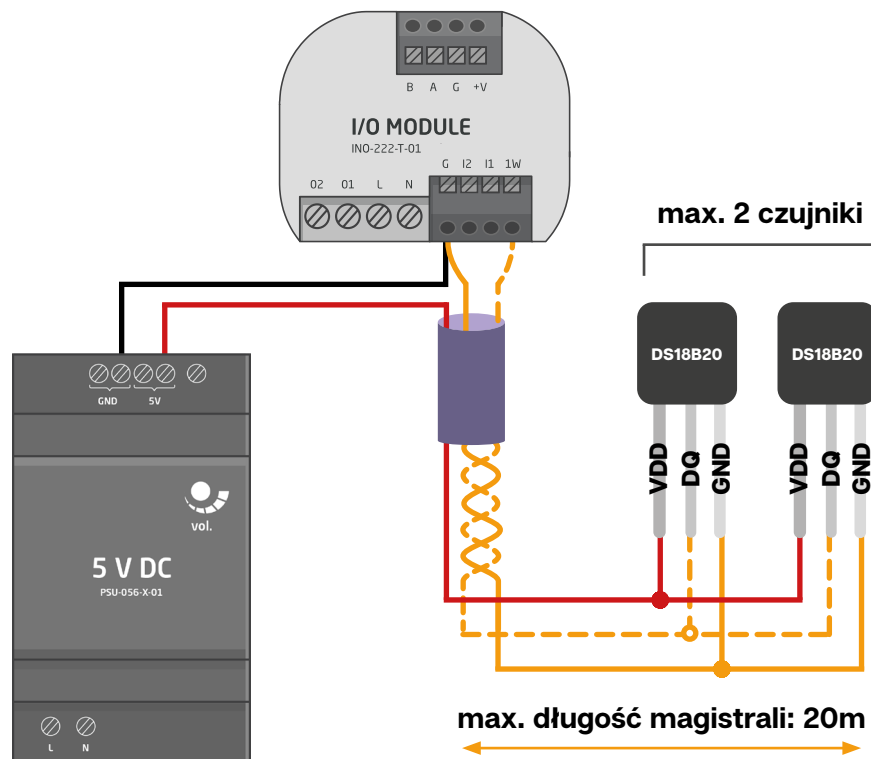 B A G +V
I/O MODULE
INO-222-T-01
G I2 I1 1W
O2 O1 L N
max. 2 czujniki
DS18B20 DS18B20
GND 5V
VDD DQ GND VDD DQ GND
vol.
5 V DC
PSU-056-X-01
max. długość magistrali: 20m
L N